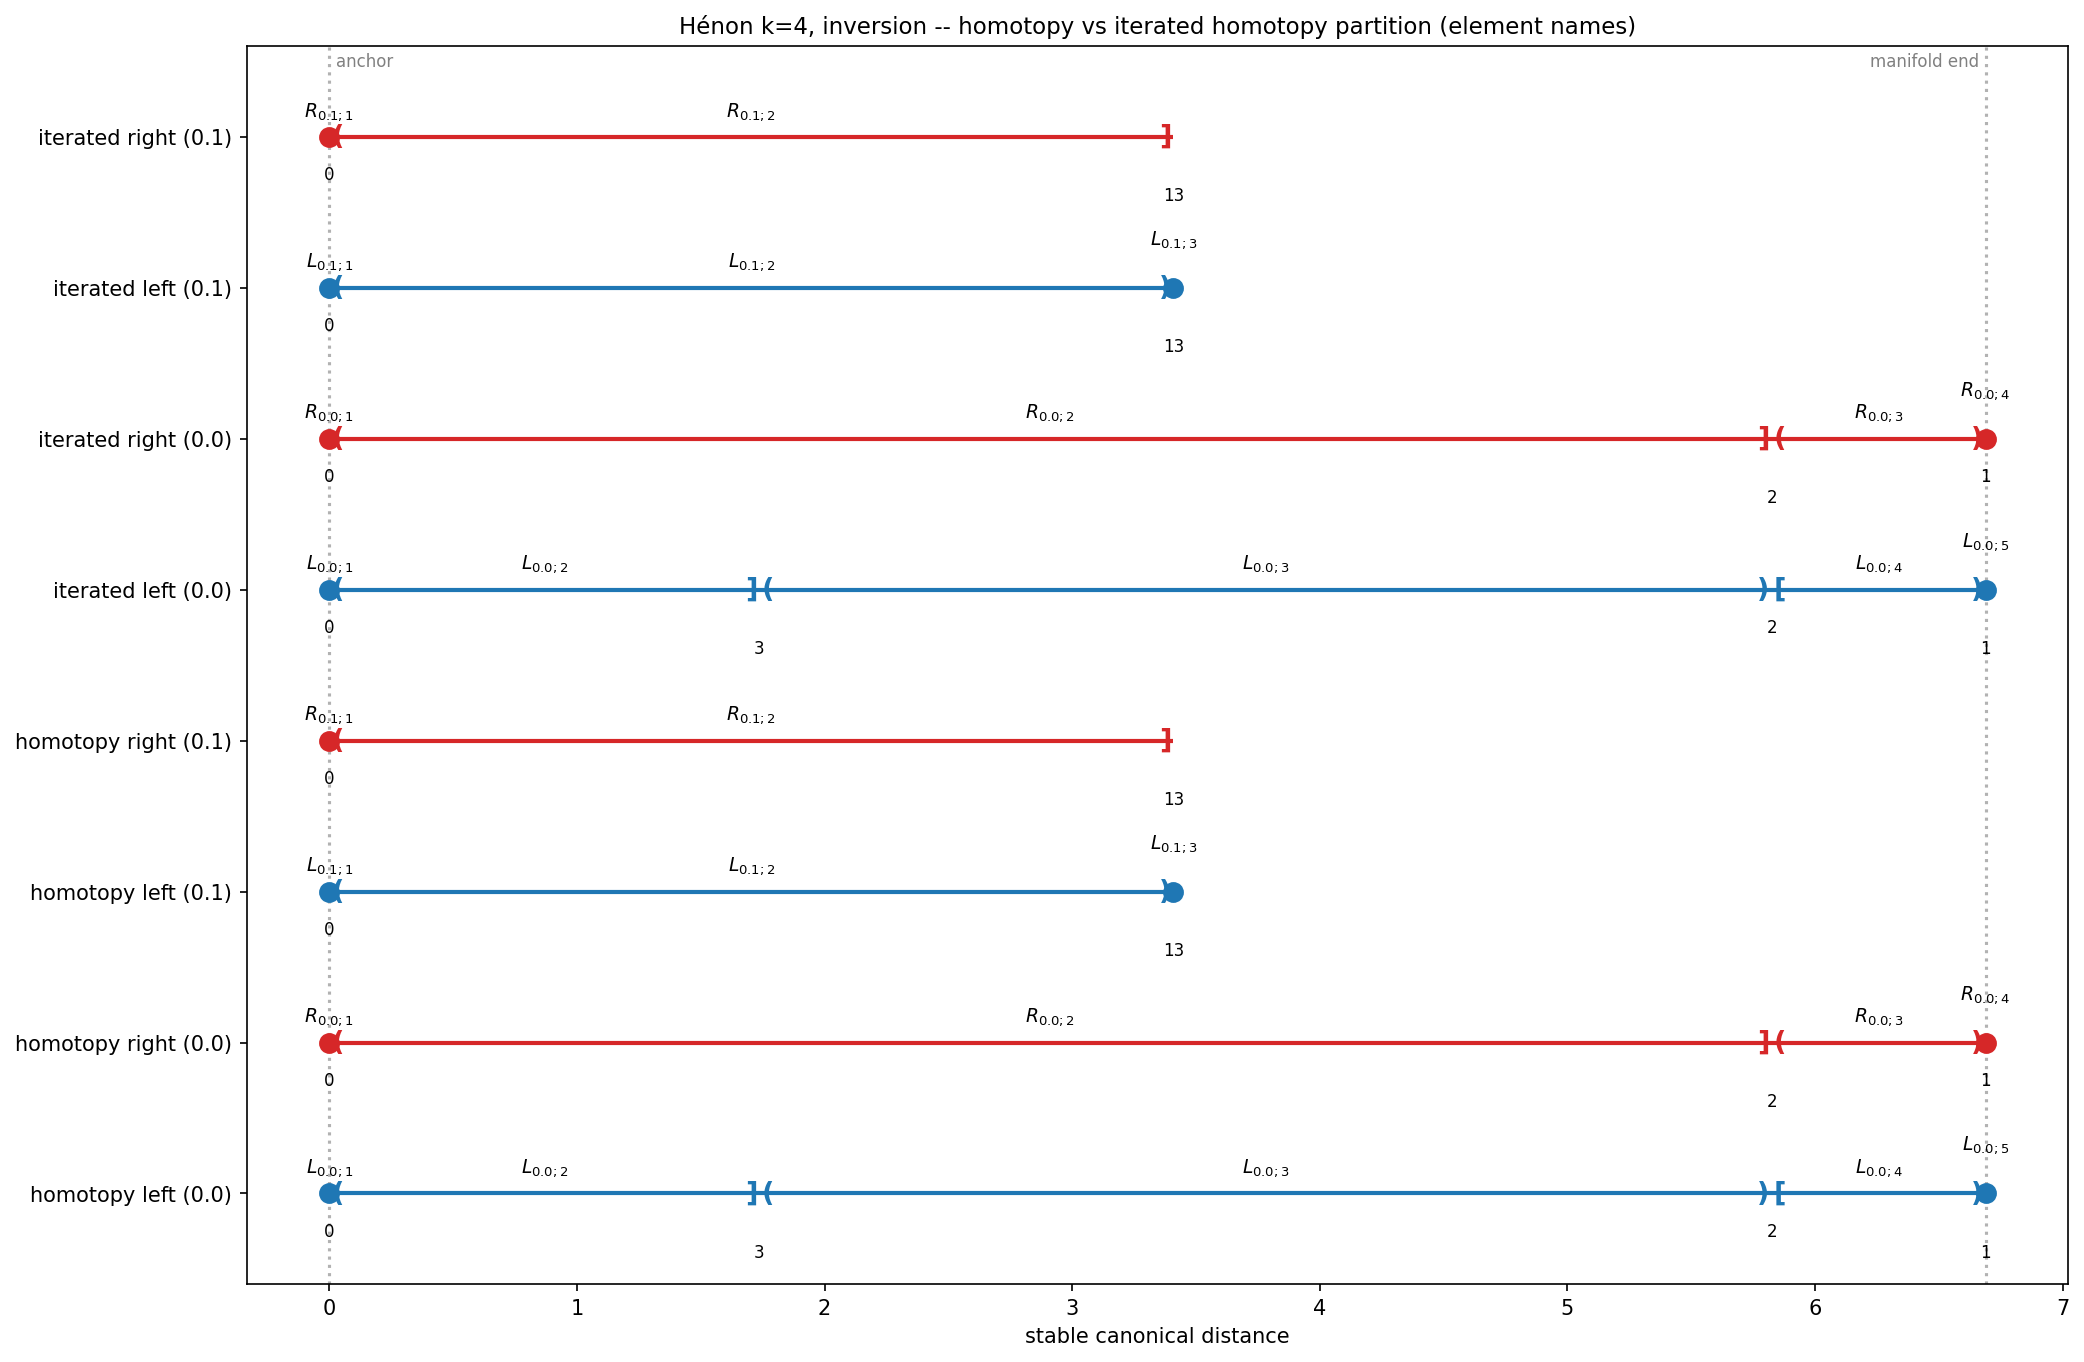 Hénon k=4, inversion -- homotopy vs iterated homotopy partition (element names)
anchor
manifold end
iterated right (0.1)
R0.1;1
R0.1;2
0
13
iterated left (0.1)
L0.1;1
L0.1;2
L0.1;3
0
13
iterated right (0.0)
R0.0;1
R0.0;2
R0.0;3
R0.0;4
0
2
1
iterated left (0.0)
L0.0;1
L0.0;2
L0.0;3
L0.0;4
L0.0;5
0
3
2
1
homotopy right (0.1)
R0.1;1
R0.1;2
0
13
homotopy left (0.1)
L0.1;1
L0.1;2
L0.1;3
0
13
homotopy right (0.0)
R0.0;1
R0.0;2
R0.0;3
R0.0;4
0
2
1
homotopy left (0.0)
L0.0;1
L0.0;2
L0.0;3
L0.0;4
L0.0;5
0
3
2
1
0 1 2 3 4 5 6 7
stable canonical distance